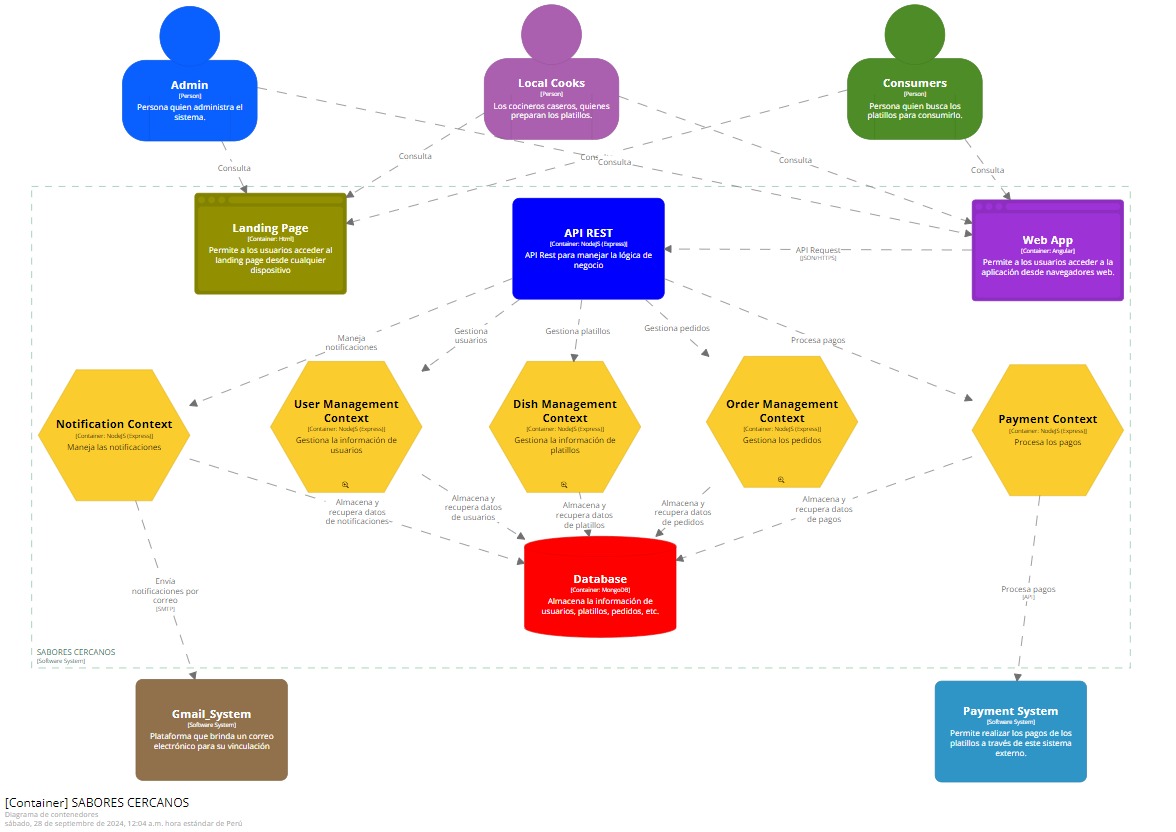 Admin
[Person]
Persona quien administra el
sistema.
Local Cooks
[Person]
Los cocineros caseros, quienes
preparan los platillos.
Consumers
[Person]
Persona quien busca los
platillos para consumirlo.
Consulta
Consulta
Consulta
Consulta
Consulta
Landing Page
[Container: Html]
Permite a los usuarios acceder al
landing page desde cualquier
dispositivo
API REST
[Container: NodeJS (Express)]
API Rest para manejar la lógica de
negocio
API Request
[JSON/HTTPS]
Web App
[Container: Angular]
Permite a los usuarios acceder a la
aplicación desde navegadores web.
Maneja
notificaciones
Gestiona
usuarios
Gestiona platillos
Gestiona pedidos
Procesa pagos
Notification Context
[Container: NodeJS (Express)]
Maneja las notificaciones
User Management
Context
[Container: NodeJS (Express)]
Gestiona la información de
usuarios
Dish Management
Context
[Container: NodeJS (Express)]
Gestiona la información de
platillos
Order Management
Context
[Container: NodeJS (Express)]
Gestiona los pedidos
Payment Context
[Container: NodeJS (Express)]
Procesa los pagos
Almacena y
recupera datos
de notificaciones
Almacena y
recupera datos
de usuarios
Almacena y
recupera datos
de platillos
Almacena y
recupera datos
de pedidos
Almacena y
recupera datos
de pagos
Database
[Container: MongoDB]
Almacena la información de
usuarios, platillos, pedidos, etc.
Envía
notificaciones por
correo
[SMTP]
Procesa pagos
[API]
SABORES CERCANOS
[Software System]
Gmail_System
[Software System]
Plataforma que brinda un correo
electrónico para su vinculación
Payment System
[Software System]
Permite realizar los pagos de los
platillos a través de este sistema
externo.
[Container] SABORES CERCANOS
Diagrama de contenedores
sábado, 28 de septiembre de 2024, 12:04 a.m. hora estándar de Perú